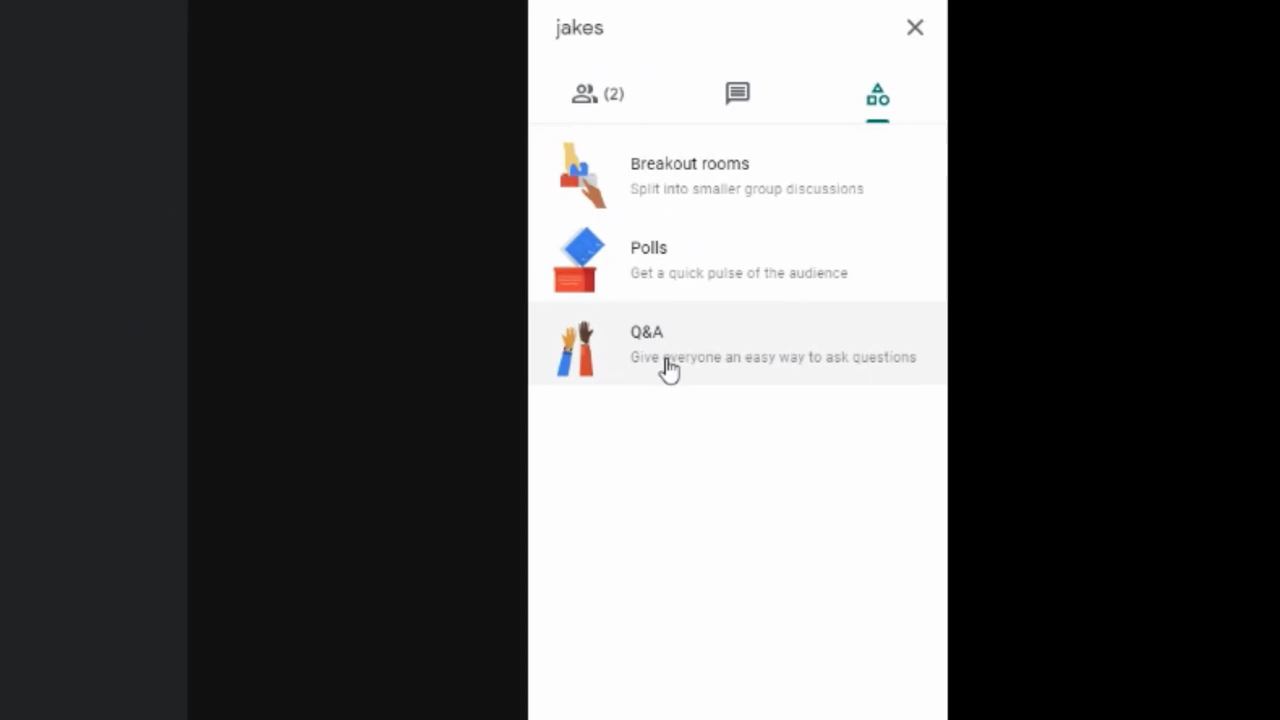 jakes
(2)
Breakout rooms
Split into smaller group discussions
Polls
Get a quick pulse of the audience
Q&A
Give everyone an easy way to ask questions